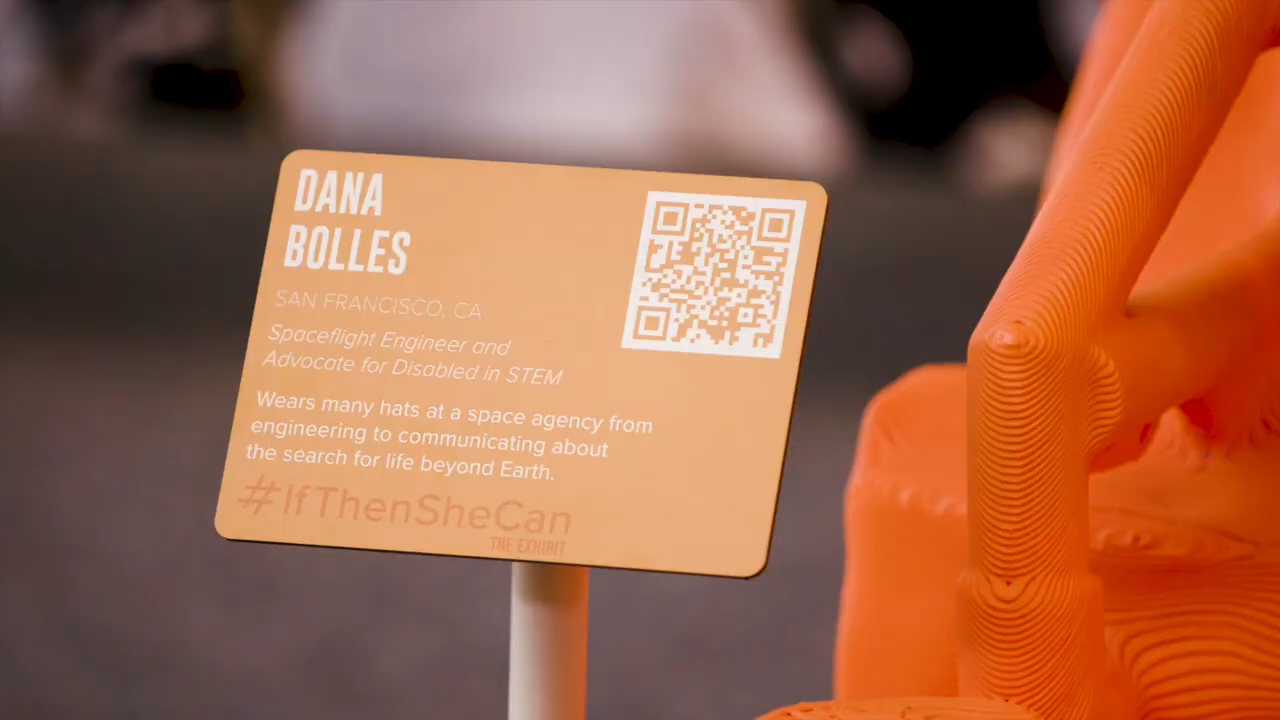 DANA
BOLLES
SAN FRANCISCO, CA
Spaceflight Engineer and
Advocate for Disabled in STEM
Wears many hats at a space agency from
engineering to communicating about
the search for life beyond Earth.
#IfThenSheCan
THE EXHIBIT